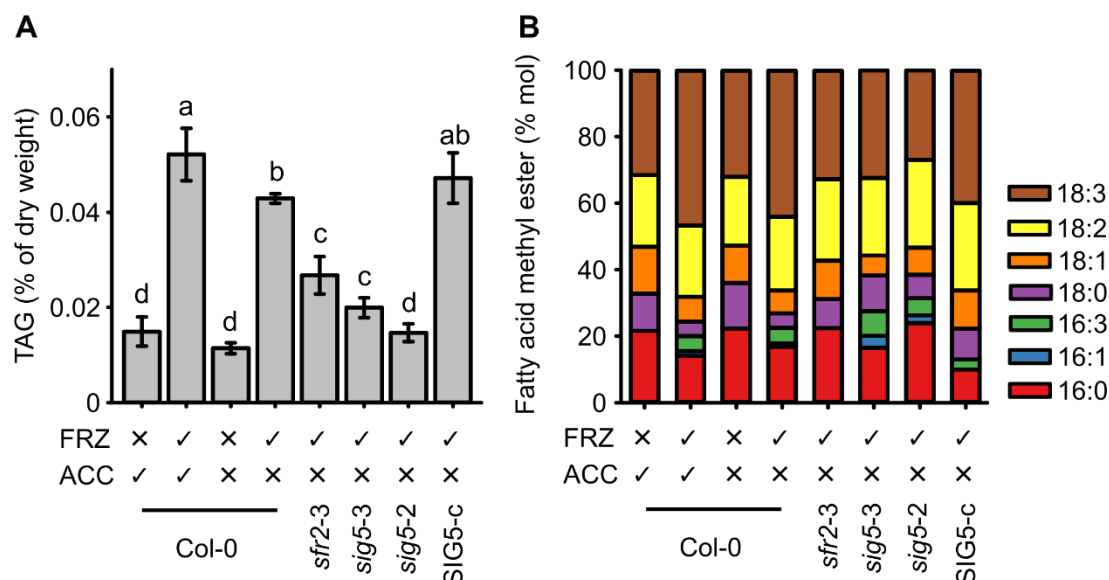 A
TAG (% of dry weight)
0.06
0.04
0.02
0
d
a
d
b
c
c
d
ab
FRZ × ✓ × ✓ ✓ ✓ ✓ ✓
ACC ✓ ✓ × × × × × ×
Col-0
sfr2-3
sig5-3
sig5-2
SIG5-c
B
Fatty acid methyl ester (% mol)
100
80
60
40
20
0
FRZ × ✓ × ✓ ✓ ✓ ✓ ✓
ACC ✓ ✓ × × × × × ×
Col-0
sfr2-3
sig5-3
sig5-2
SIG5-c
18:3
18:2
18:1
18:0
16:3
16:1
16:0